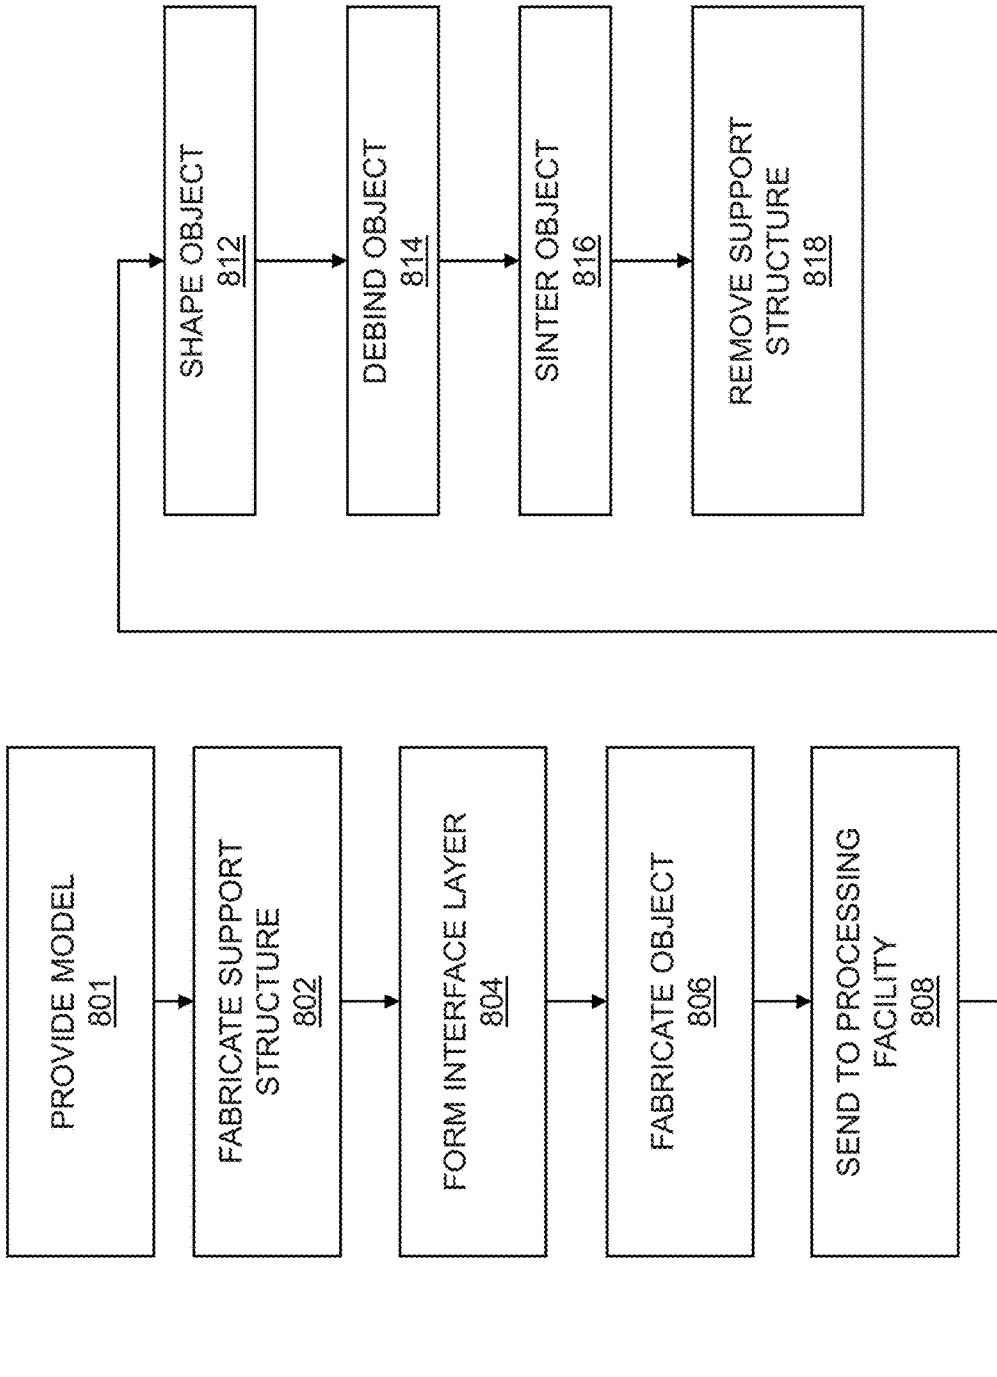 PROVIDE MODEL
801
FABRICATE SUPPORT
STRUCTURE
802
FORM INTERFACE LAYER
804
FABRICATE OBJECT
806
SEND TO PROCESSING
FACILITY
808
SHAPE OBJECT
812
DEBIND OBJECT
814
SINTER OBJECT
816
REMOVE SUPPORT
STRUCTURE
818